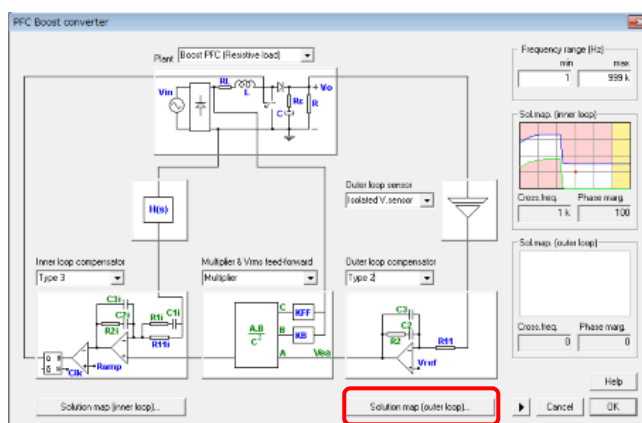 PFC Boost converter
Plant
Boost PFC (Resistive load)
Vin
RL
L
+Vo
Rc
R
C
H(s)
Outer loop sensor
Isolated V.sensor
Inner loop compensator
Type 3
Multiplier & Vrms feed-forward
Multiplier
Outer loop compensator
Type 2
C3i
C2i
R2i
R1i
C1i
R11i
Ramp
Clk
A.B
C²
C
KFF
B
KB
A
Vea
C3
C2
R2
R11
Vref
Solution map (inner loop)...
Solution map (outer loop)...
Frequency range (Hz)
min
max
1
999 k
Sol.map. (inner loop)
Cross.freq.
Phase marg.
1 k
100
Sol.map. (outer loop)
Cross.freq.
Phase marg.
0
0
Help
Cancel
OK